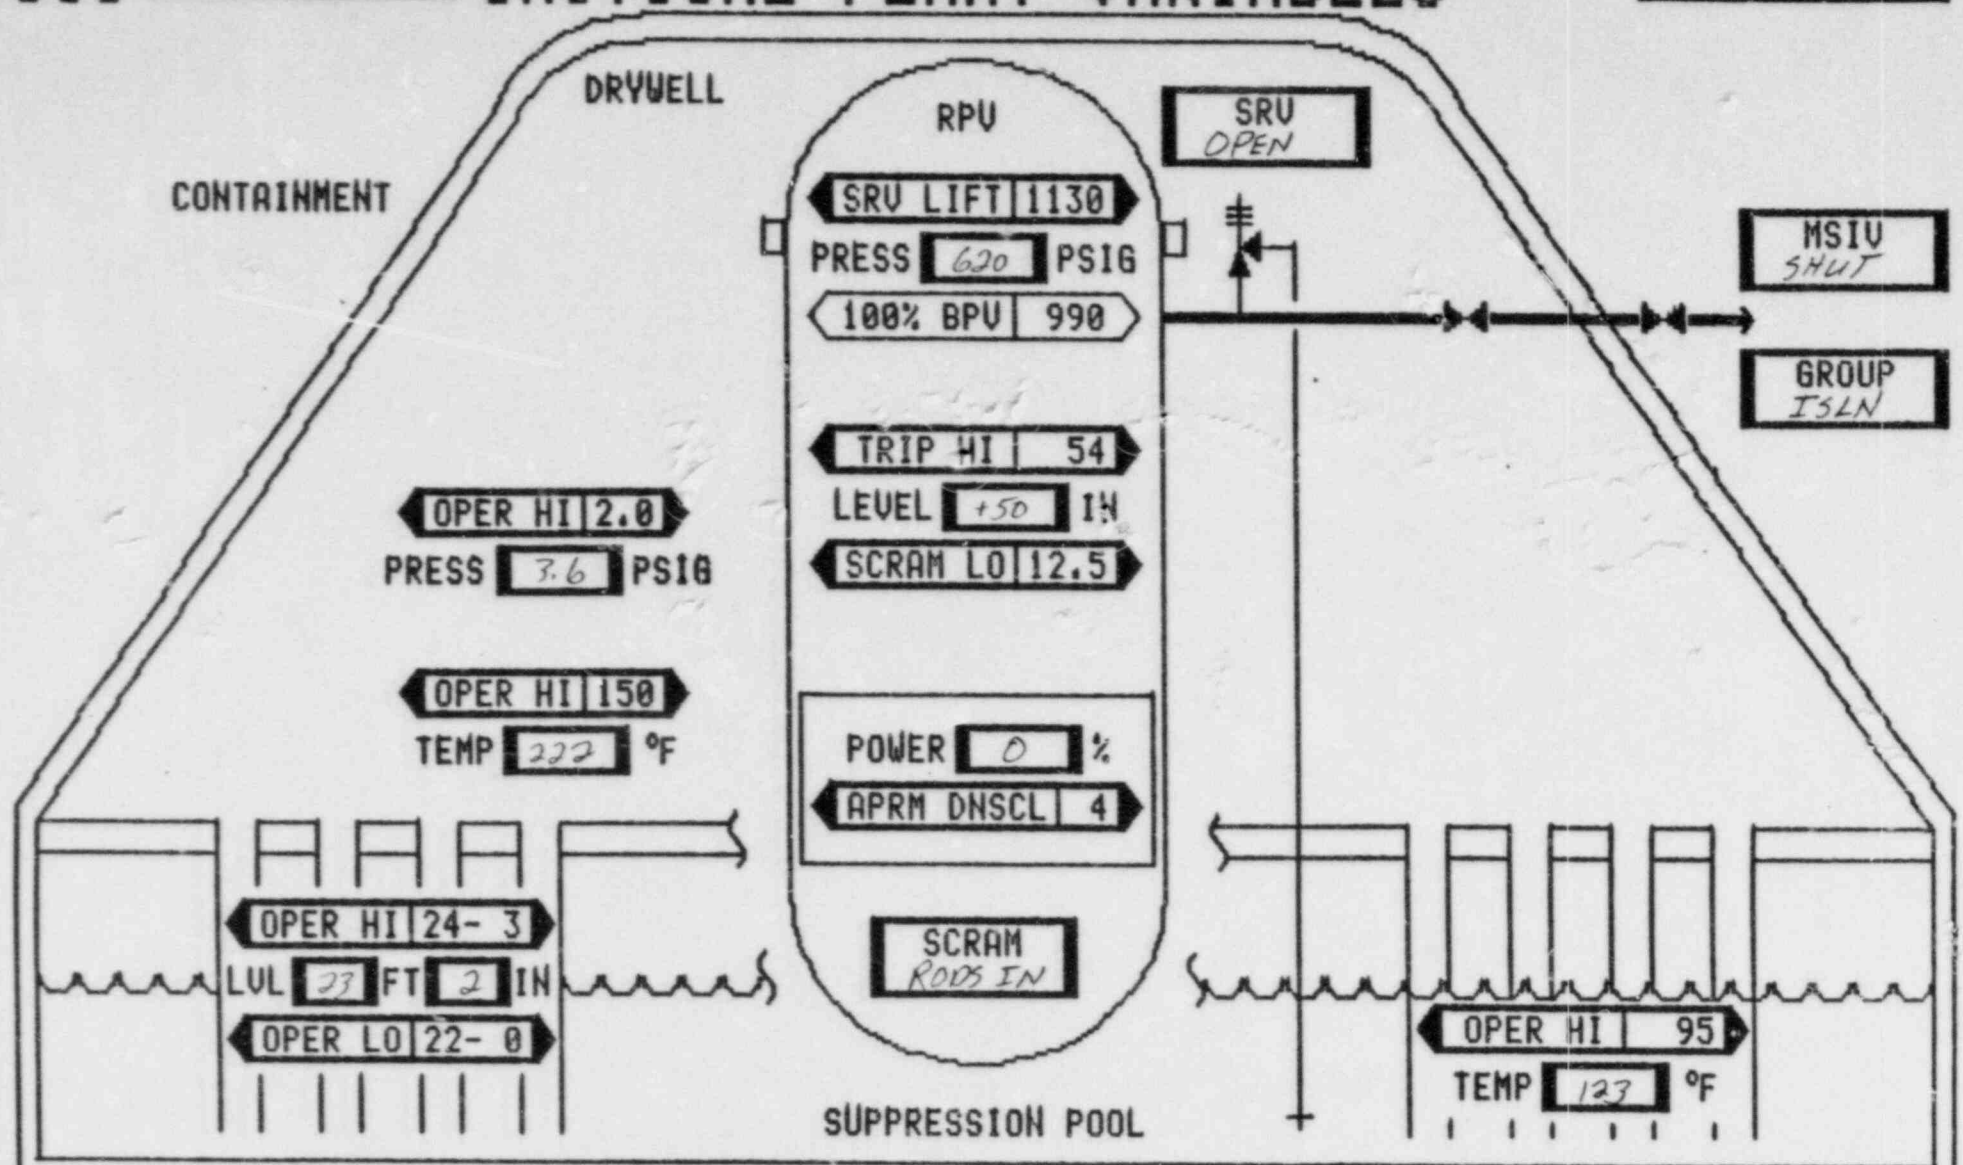 CRITICAL PLANT VARIABLES
DRYWELL
RPV
SRV
OPEN
CONTAINMENT
SRV LIFT 1130
PRESS 620 PSIG
100% BPV 990
MSIV
SHUT
GROUP
ISLN
TRIP HI 54
LEVEL +50 IN
SCRAM LO 12.5
OPER HI 2.0
PRESS 3.6 PSIG
OPER HI 150
TEMP 222 °F
POWER 0 %
APRM DNSCL 4
OPER HI 24- 3
LVL 23 FT 2 IN
OPER LO 22- 0
SCRAM
RODS IN
OPER HI 95
TEMP 123 °F
SUPPRESSION POOL